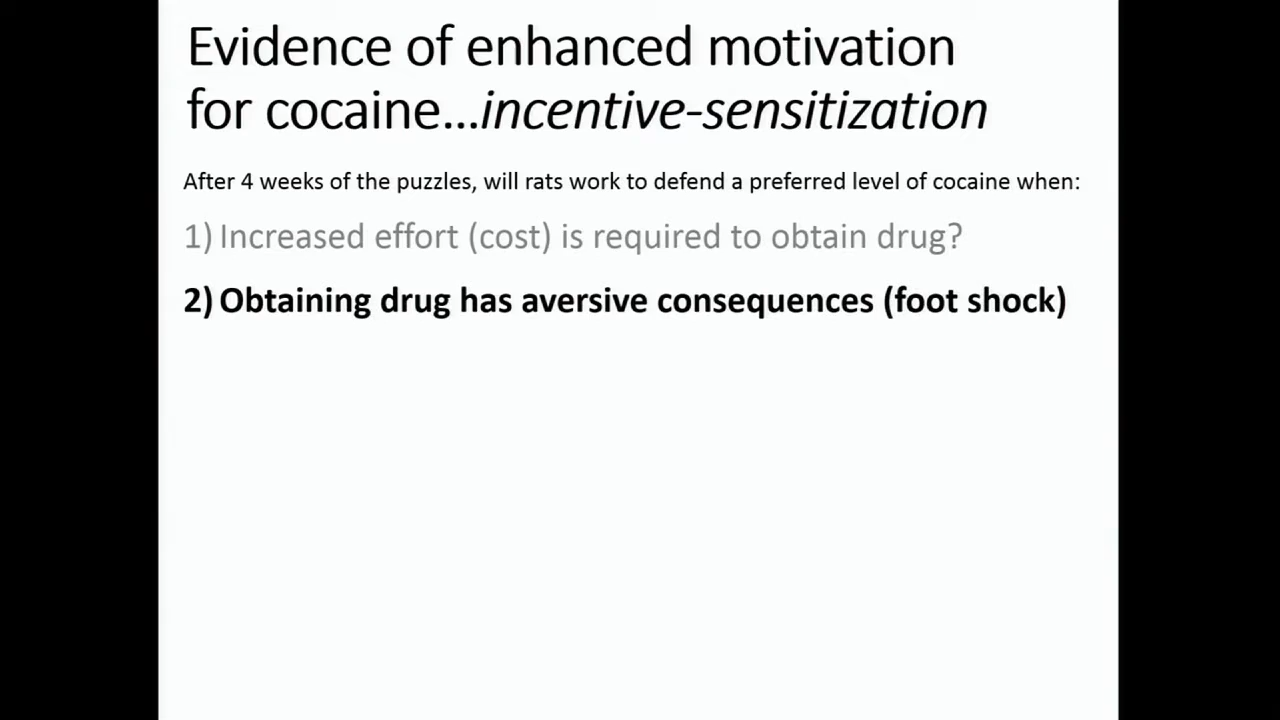 Evidence of enhanced motivation
for cocaine...incentive-sensitization
After 4 weeks of the puzzles, will rats work to defend a preferred level of cocaine when:
1) Increased effort (cost) is required to obtain drug?
2) Obtaining drug has aversive consequences (foot shock)